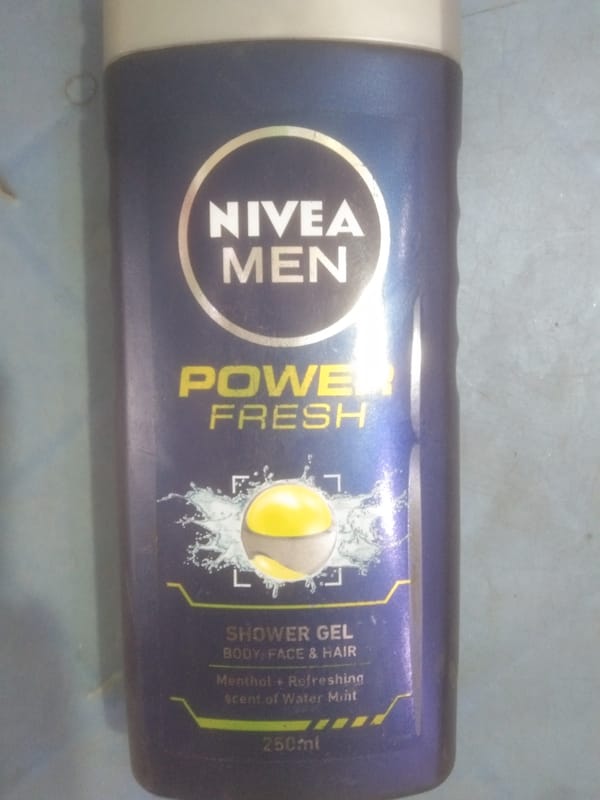 NIVEA
MEN
POWER
FRESH
SHOWER GEL
BODY, FACE & HAIR
Menthol + Refreshing
scent of Water Mint
250ml